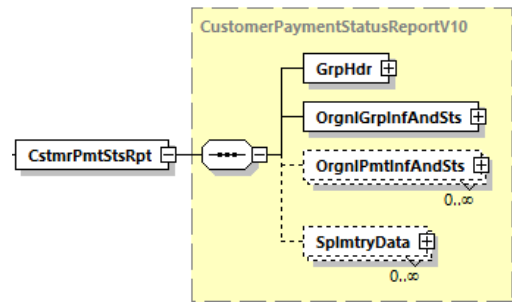 CustomerPaymentStatusReportV10
GrpHdr
OrgnlGrpInfAndSts
CstmrPmtStsRpt
OrgnlPmtInfAndSts
0..∞
SplmtryData
0..∞